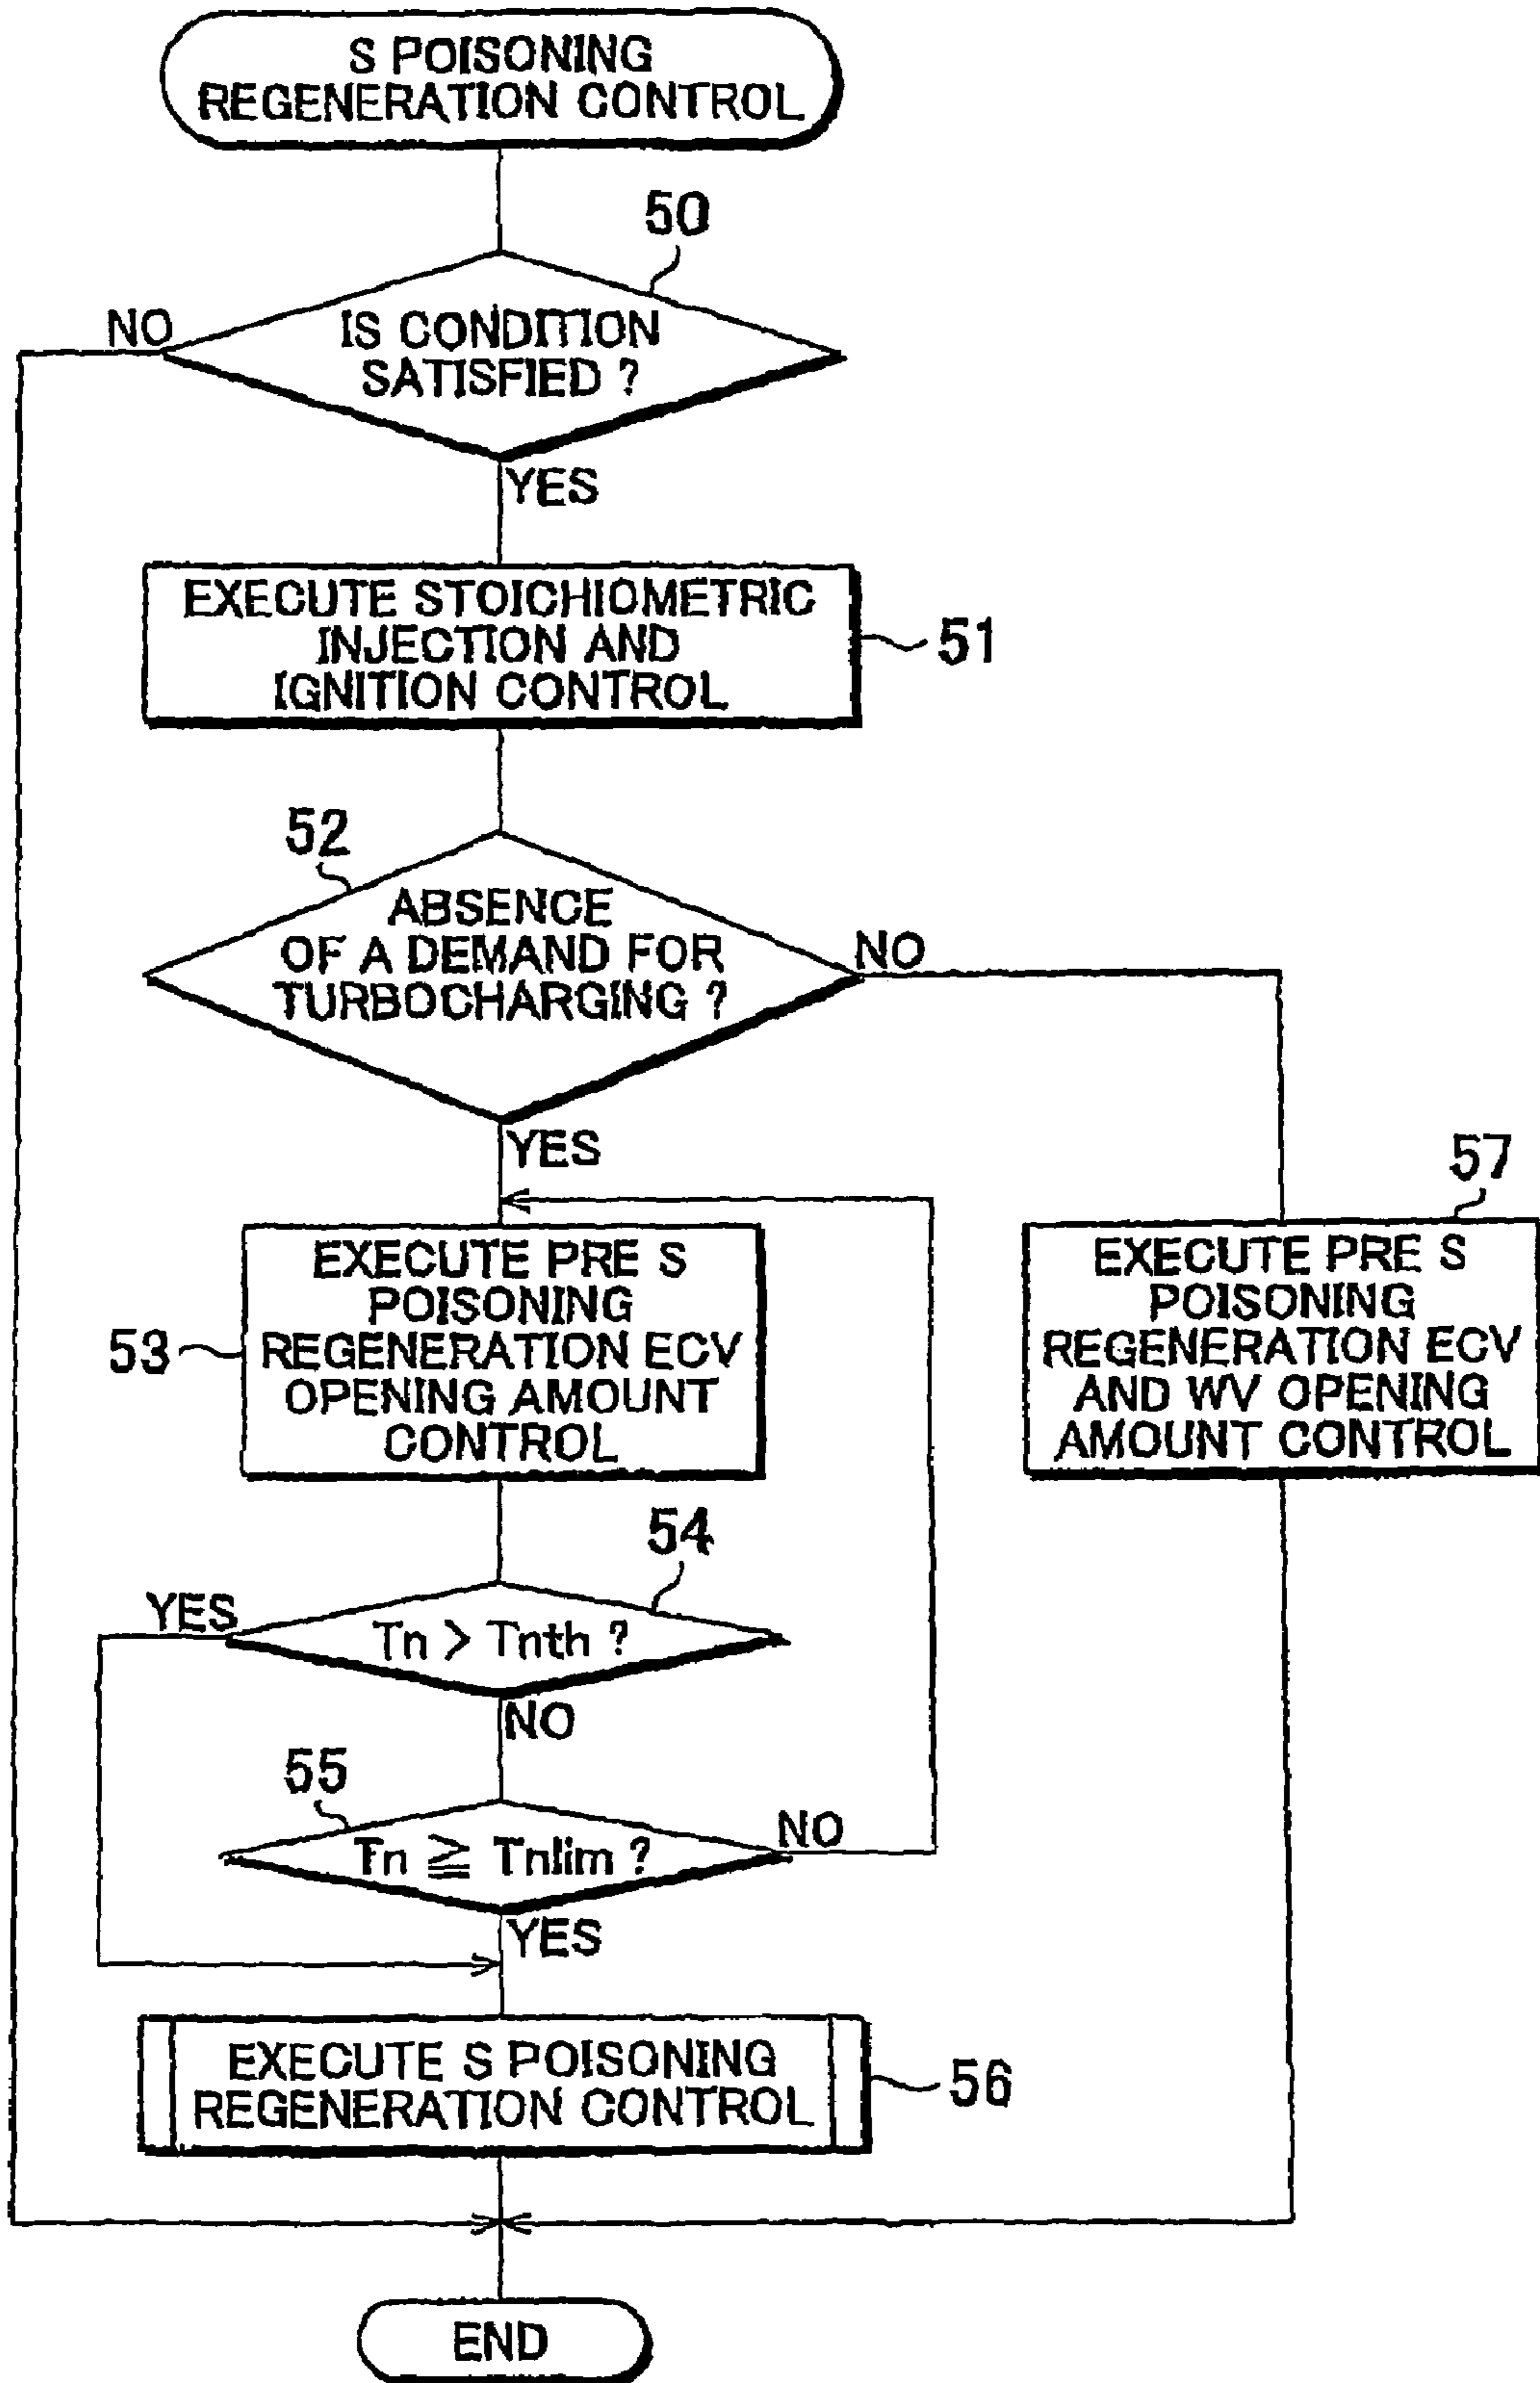 S POISONING
REGENERATION CONTROL
50
NO
IS CONDITION
SATISFIED ?
YES
EXECUTE STOICHIOMETRIC
INJECTION AND
IGNITION CONTROL
51
52
ABSENCE
OF A DEMAND FOR
TURBOCHARGING ?
NO
YES
57
EXECUTE PRE S
POISONING
REGENERATION ECV
OPENING AMOUNT
CONTROL
53
EXECUTE PRE S
POISONING
REGENERATION ECV
AND WV OPENING
AMOUNT CONTROL
54
YES
Tn > Tnth ?
NO
55
Tn ≧ Tnlim ?
NO
YES
EXECUTE S POISONING
REGENERATION CONTROL
56
END